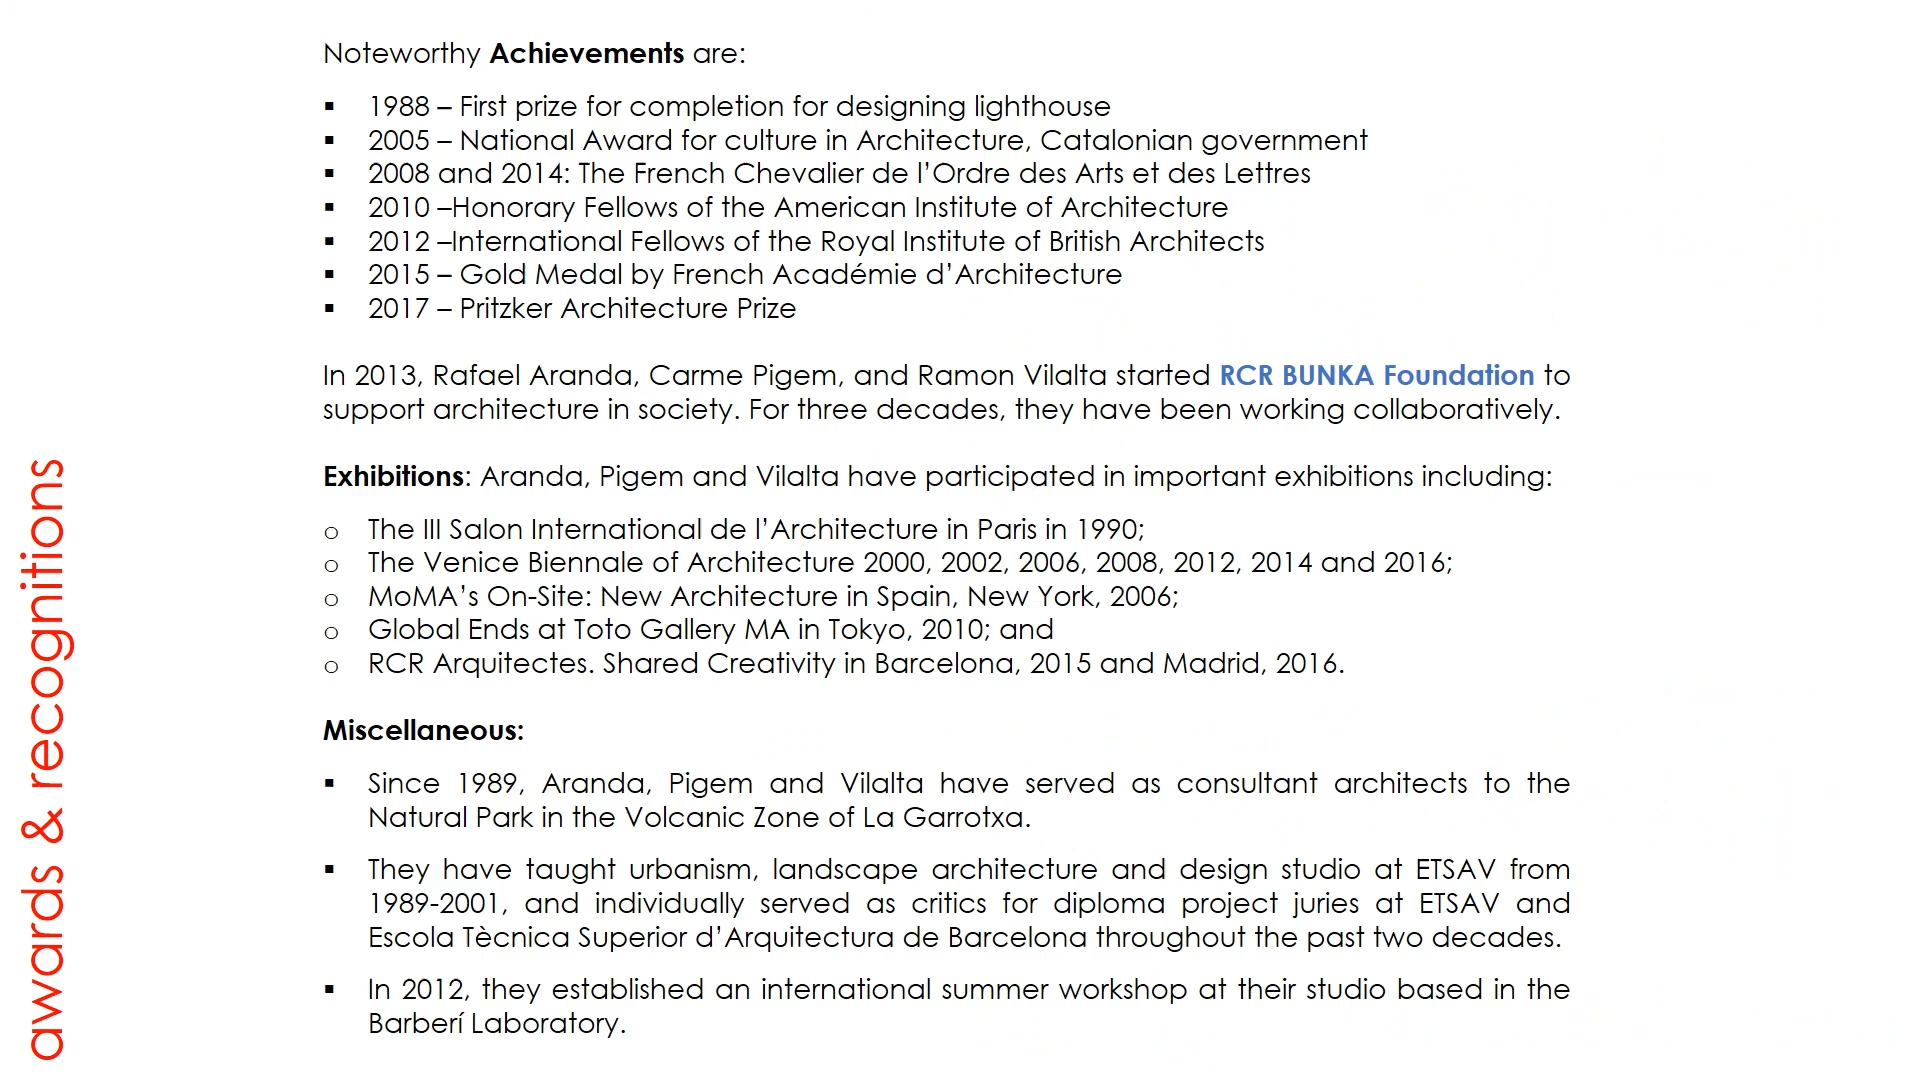 Noteworthy Achievements are:
▪ 1988 – First prize for completion for designing lighthouse
▪ 2005 – National Award for culture in Architecture, Catalonian government
▪ 2008 and 2014: The French Chevalier de l’Ordre des Arts et des Lettres
▪ 2010 –Honorary Fellows of the American Institute of Architecture
▪ 2012 –International Fellows of the Royal Institute of British Architects
▪ 2015 – Gold Medal by French Académie d’Architecture
▪ 2017 – Pritzker Architecture Prize
In 2013, Rafael Aranda, Carme Pigem, and Ramon Vilalta started RCR BUNKA Foundation to
support architecture in society. For three decades, they have been working collaboratively.
Exhibitions: Aranda, Pigem and Vilalta have participated in important exhibitions including:
o The III Salon International de l’Architecture in Paris in 1990;
o The Venice Biennale of Architecture 2000, 2002, 2006, 2008, 2012, 2014 and 2016;
o MoMA’s On-Site: New Architecture in Spain, New York, 2006;
o Global Ends at Toto Gallery MA in Tokyo, 2010; and
o RCR Arquitectes. Shared Creativity in Barcelona, 2015 and Madrid, 2016.
Miscellaneous:
▪ Since 1989, Aranda, Pigem and Vilalta have served as consultant architects to the
Natural Park in the Volcanic Zone of La Garrotxa.
▪ They have taught urbanism, landscape architecture and design studio at ETSAV from
1989-2001, and individually served as critics for diploma project juries at ETSAV and
Escola Tècnica Superior d’Arquitectura de Barcelona throughout the past two decades.
▪ In 2012, they established an international summer workshop at their studio based in the
Barberí Laboratory.
awards & recognitions